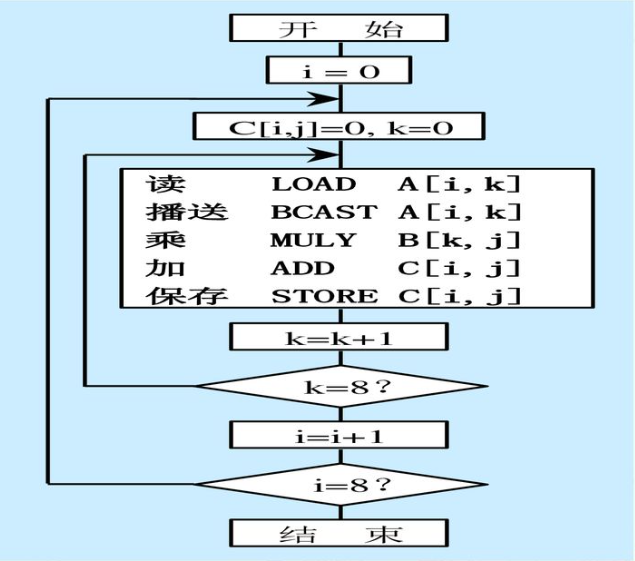 开 始
i = 0
C[i,j]=0, k=0
读 LOAD A[i,k]
播送 BCAST A[i,k]
乘 MULY B[k,j]
加 ADD C[i,j]
保存 STORE C[i,j]
k=k+1
k=8?
i=i+1
i=8?
结 束